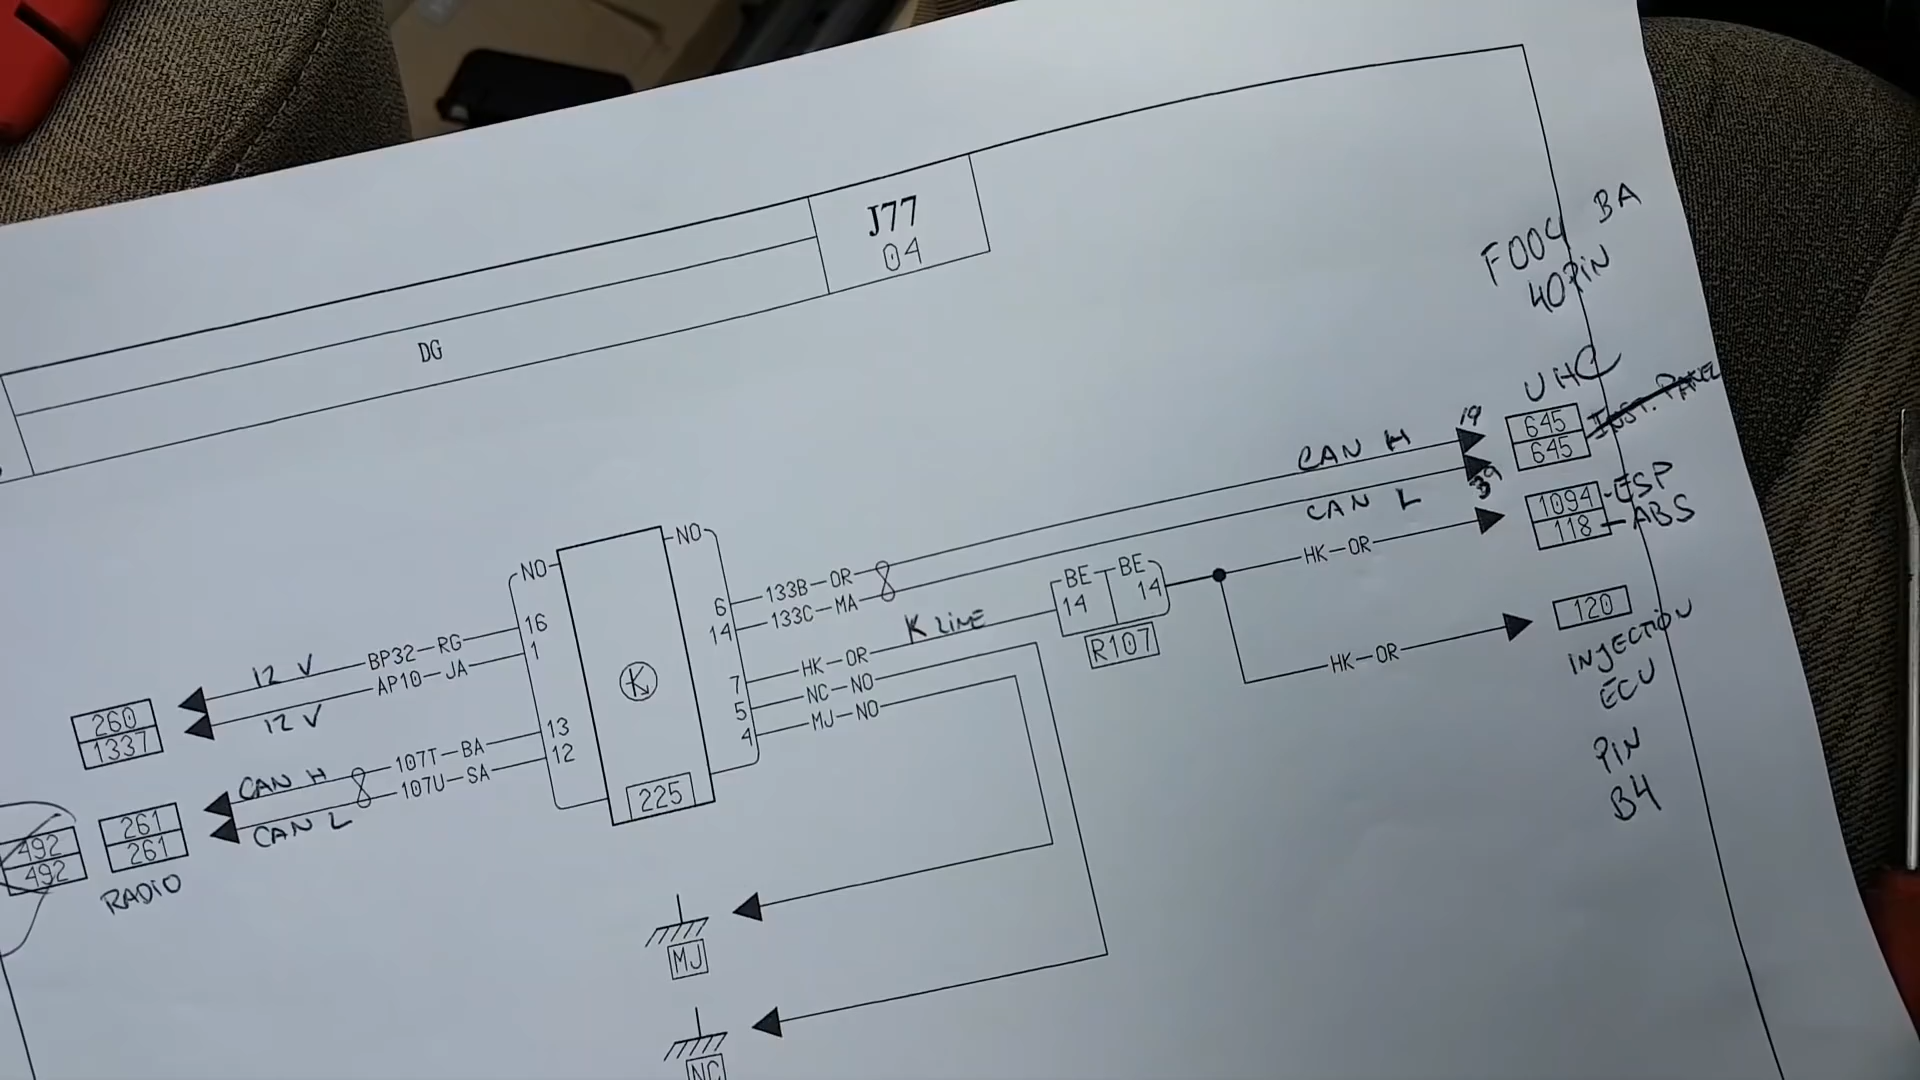 J77
04
DG
F004 BA
40PIN
UHC
INST. PANEL
CAN H
19
645
645
CAN L
39
1094 - ESP
118 - ABS
HK-OR
NO
NO
6
133B-OR
14
133C-MA
K LINE
BE BE
14 14
R107
120
INJECTION
ECU
PIN
B4
HK-OR
7
HK-OR
5
NC-NO
4
MJ-NO
12 V
BP32-RG
16
AP10-JA
1
12 V
260
1337
K
CAN H
107T-BA
13
107U-SA
12
CAN L
225
261
261
RADIO
492
492
MJ
NC